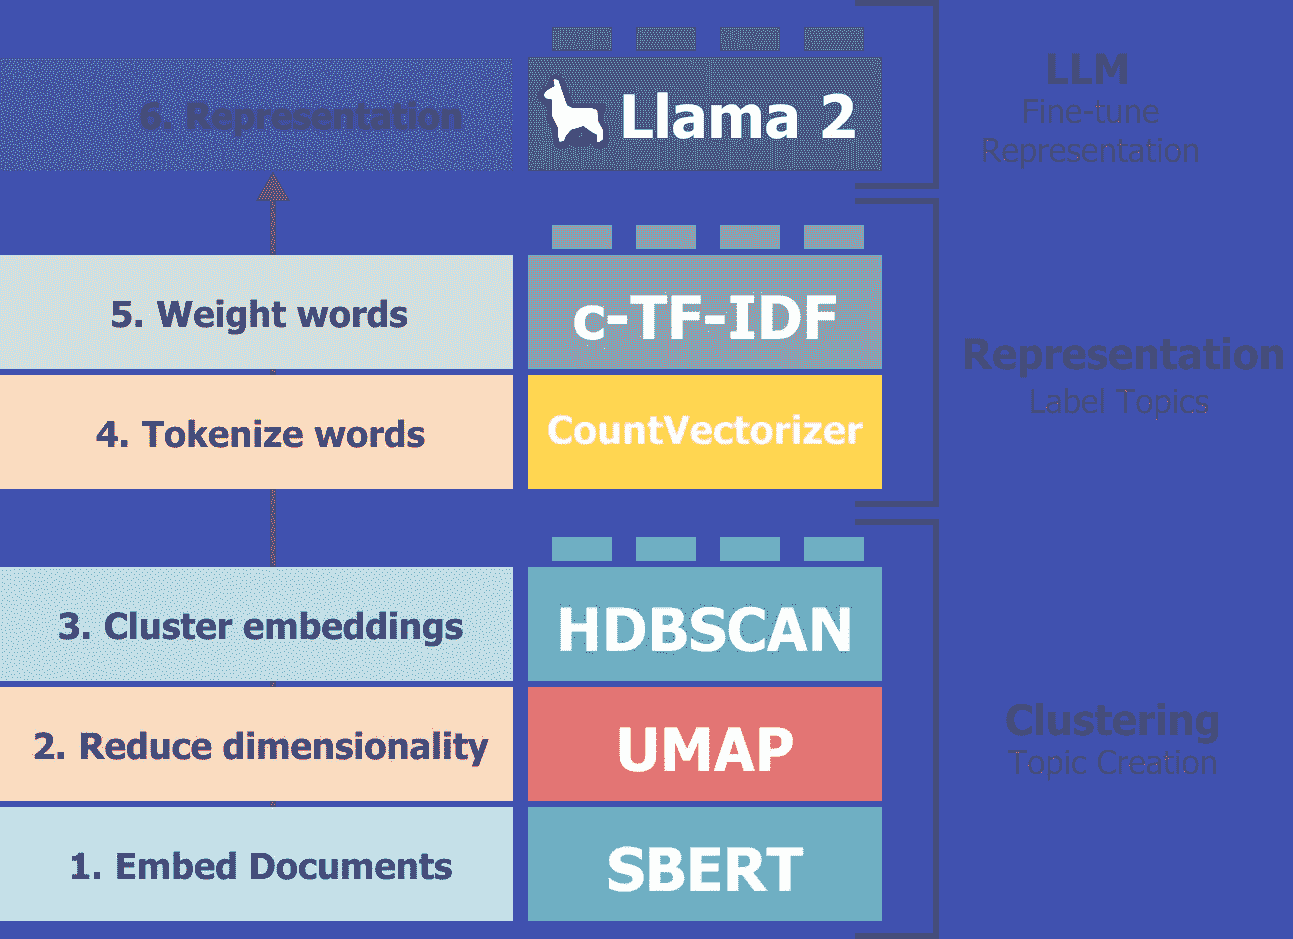 6. Representation
Llama 2
LLM
Fine-tune
Representation
5. Weight words
c-TF-IDF
4. Tokenize words
CountVectorizer
Representation
Label Topics
3. Cluster embeddings
HDBSCAN
2. Reduce dimensionality
UMAP
1. Embed Documents
SBERT
Clustering
Topic Creation